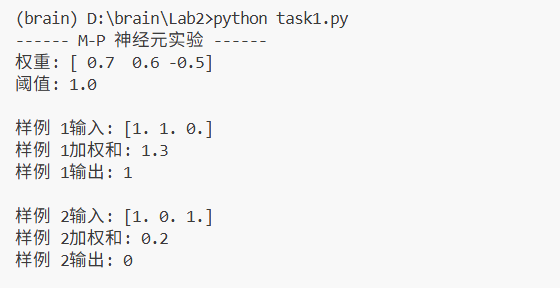 (brain) D:\brain\Lab2>python task1.py
------ M-P 神经元实验 ------
权重: [ 0.7  0.6 -0.5]
阈值: 1.0
样例 1输入: [1. 1. 0.]
样例 1加权和: 1.3
样例 1输出: 1
样例 2输入: [1. 0. 1.]
样例 2加权和: 0.2
样例 2输出: 0